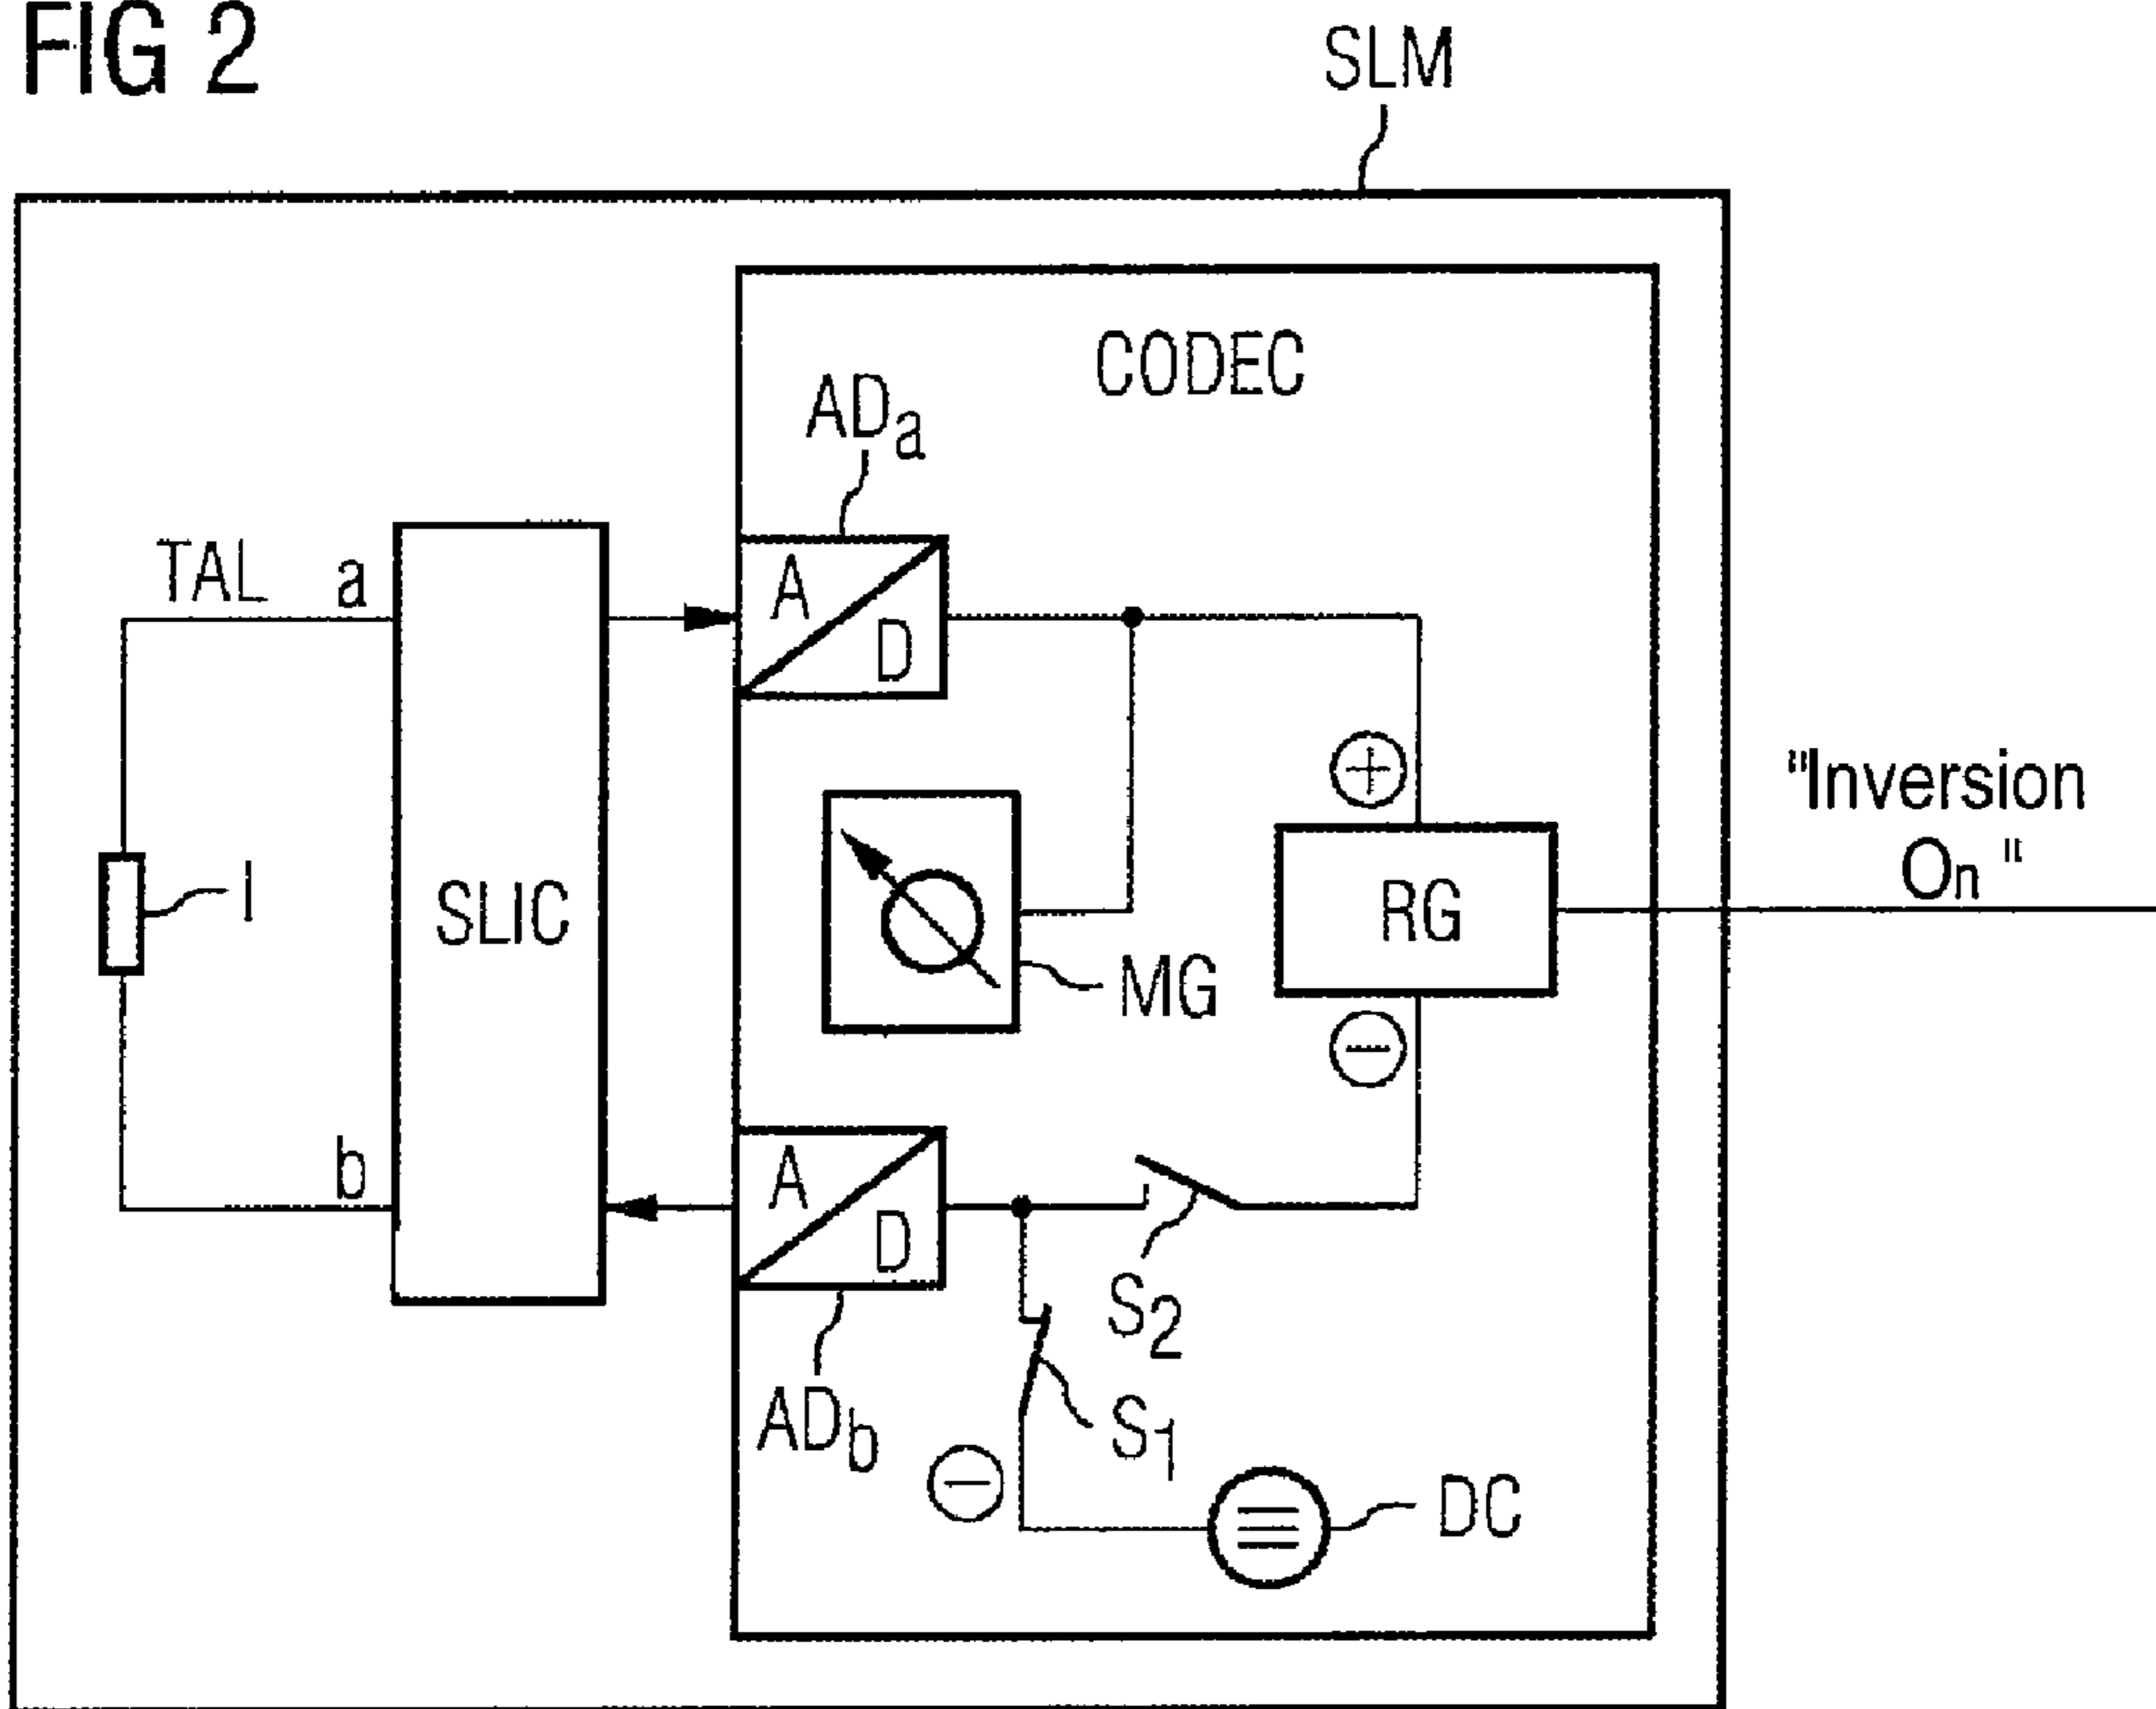 FIG 2
SLM
CODEC
ADa
A
D
TAL a
+
"Inversion
On "
I
SLIC
RG
MG
−
b
A
D
S2
ADb
S1
−
DC